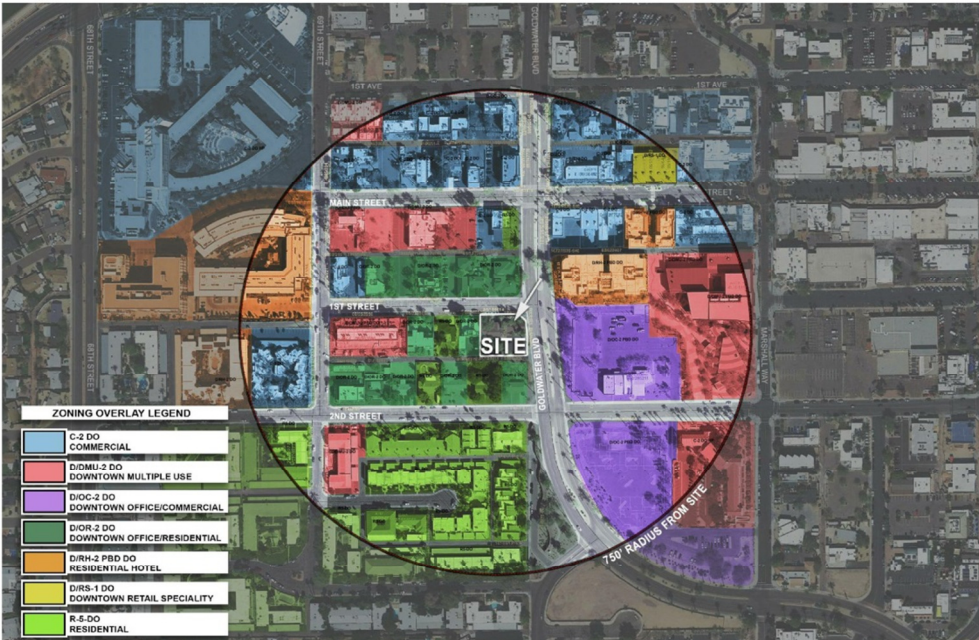 68TH STREET
69TH STREET
GOLDWATER BLVD
1ST AVE
1ST AVE
MAIN STREET
STREET
1ST STREET
SITE
GOLDWATER BLVD
MARSHALL WAY
68TH STREET
2ND STREET
750' RADIUS FROM SITE
ZONING OVERLAY LEGEND
C-2 DO
COMMERCIAL
D/DMU-2 DO
DOWNTOWN MULTIPLE USE
D/OC-2 DO
DOWNTOWN OFFICE/COMMERCIAL
D/OR-2 DO
DOWNTOWN OFFICE/RESIDENTIAL
D/RH-2 PBD DO
RESIDENTIAL HOTEL
D/RS-1 DO
DOWNTOWN RETAIL SPECIALITY
R-5-DO
RESIDENTIAL